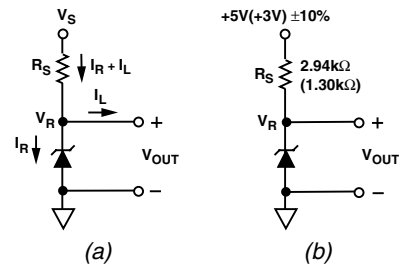 V_S
R_S
I_R + I_L
I_L
V_R
+
I_R
V_OUT
−
(a)
+5V(+3V) ±10%
R_S
2.94kΩ
(1.30kΩ)
V_R
+
V_OUT
−
(b)